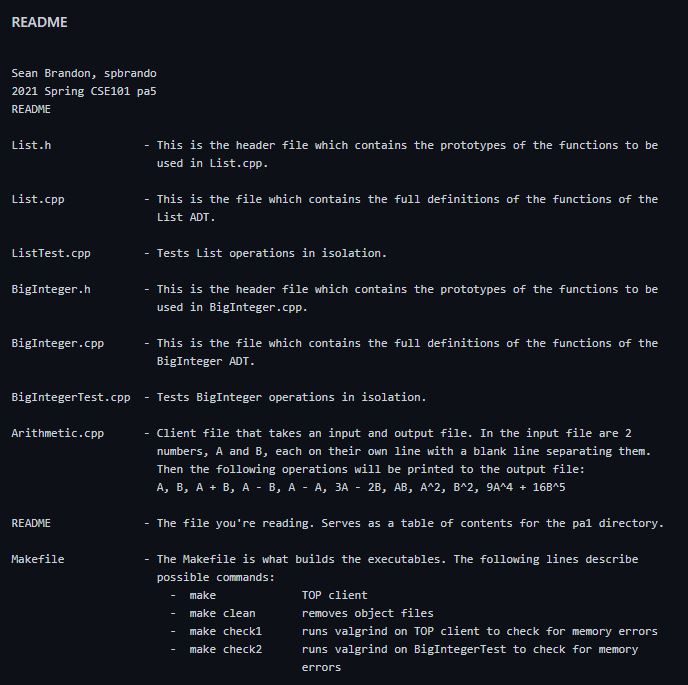 README
Sean Brandon, spbrando
2021 Spring CSE101 pa5
README
List.h - This is the header file which contains the prototypes of the functions to be
used in List.cpp.
List.cpp - This is the file which contains the full definitions of the functions of the
List ADT.
ListTest.cpp - Tests List operations in isolation.
BigInteger.h - This is the header file which contains the prototypes of the functions to be
used in BigInteger.cpp.
BigInteger.cpp - This is the file which contains the full definitions of the functions of the
BigInteger ADT.
BigIntegerTest.cpp - Tests BigInteger operations in isolation.
Arithmetic.cpp - Client file that takes an input and output file. In the input file are 2
numbers, A and B, each on their own line with a blank line separating them.
Then the following operations will be printed to the output file:
A, B, A + B, A - B, A - A, 3A - 2B, AB, A^2, B^2, 9A^4 + 16B^5
README - The file you're reading. Serves as a table of contents for the pa1 directory.
Makefile - The Makefile is what builds the executables. The following lines describe
possible commands:
- make TOP client
- make clean removes object files
- make check1 runs valgrind on TOP client to check for memory errors
- make check2 runs valgrind on BigIntegerTest to check for memory
errors